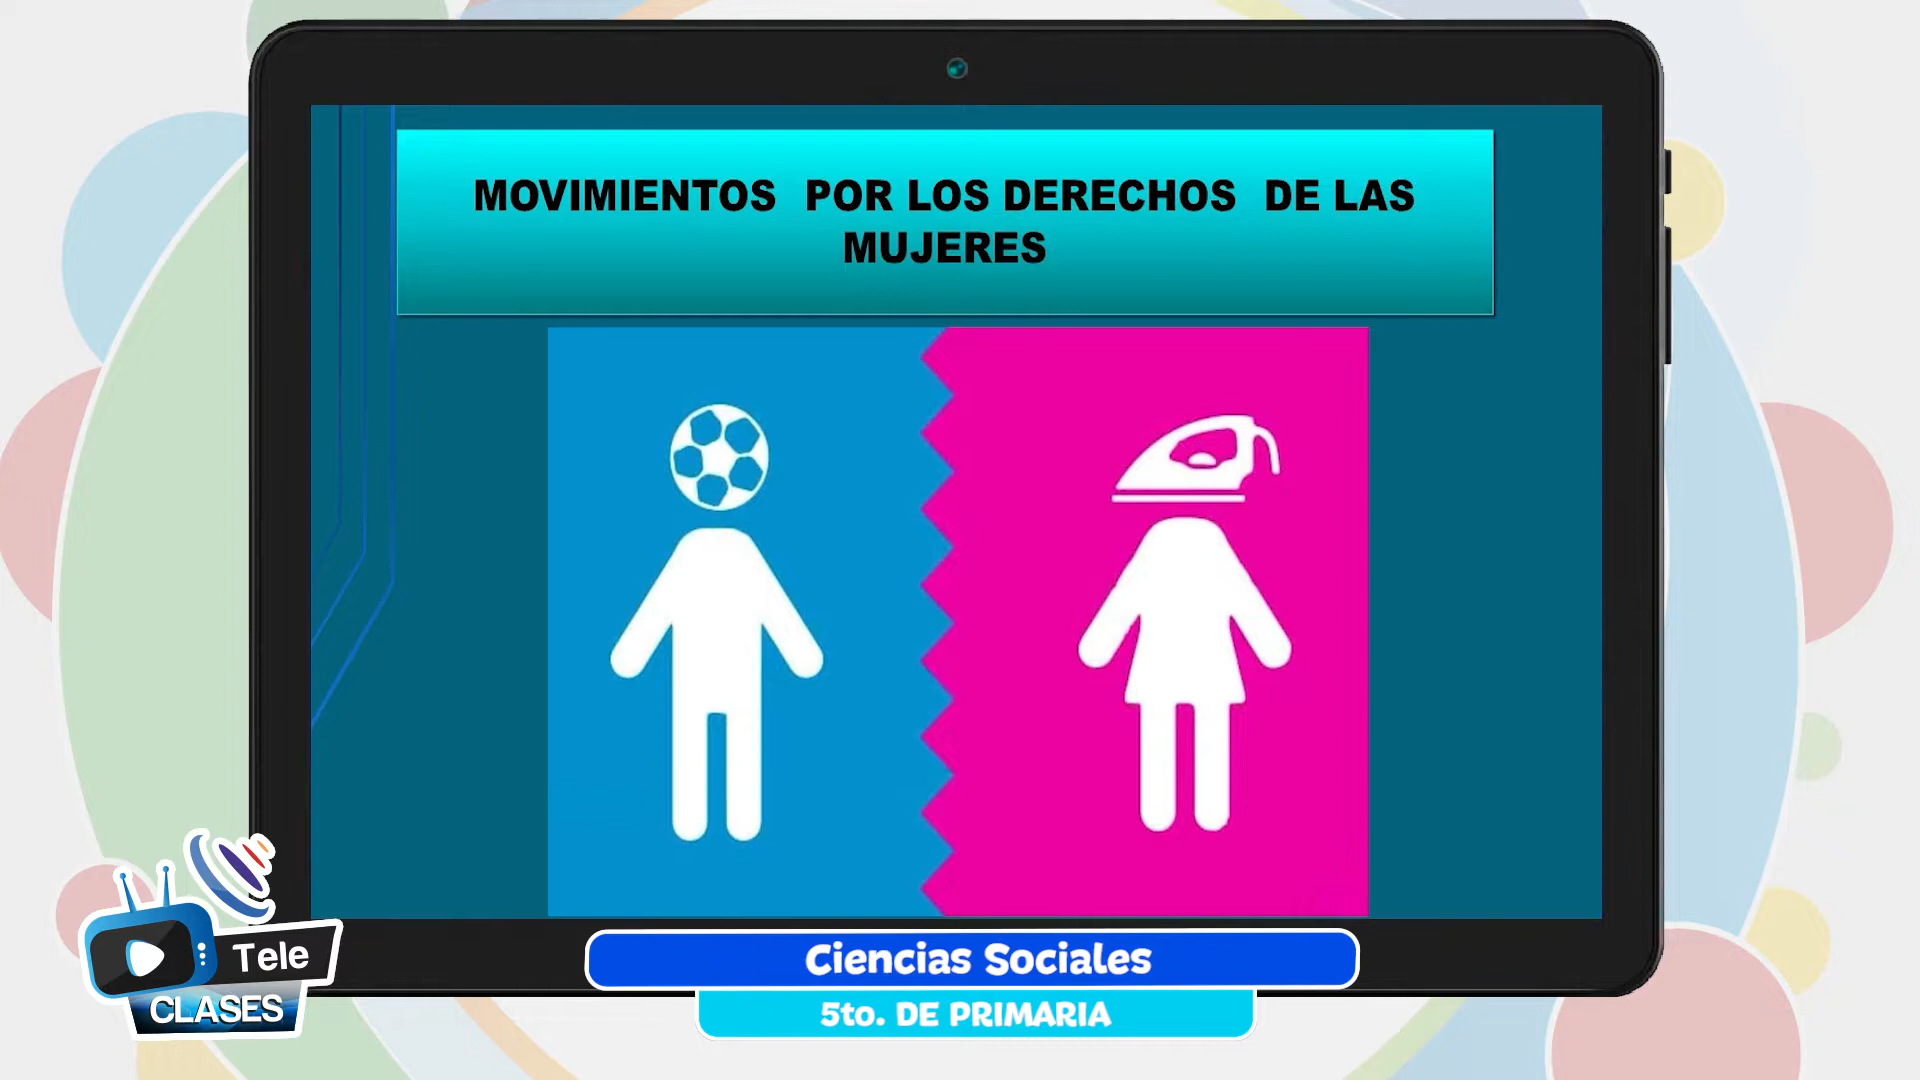 MOVIMIENTOS POR LOS DERECHOS DE LAS
MUJERES
Tele
CLASES
Ciencias Sociales
5to. DE PRIMARIA